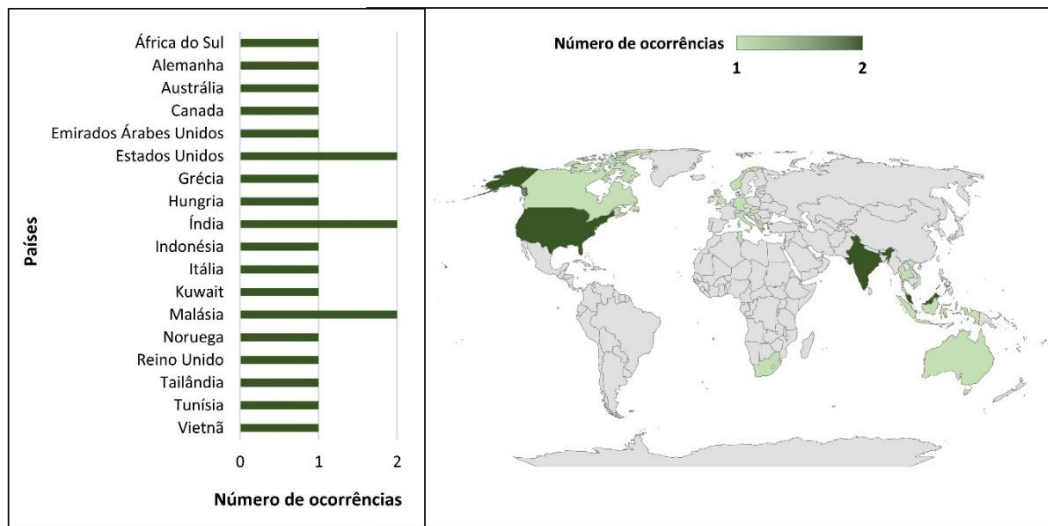 África do Sul
Alemanha
Austrália
Canada
Emirados Árabes Unidos
Estados Unidos
Grécia
Hungria
Índia
Indonésia
Itália
Kuwait
Malásia
Noruega
Reino Unido
Tailândia
Tunísia
Vietnã
Países
0 1 2
Número de ocorrências
Número de ocorrências
1 2